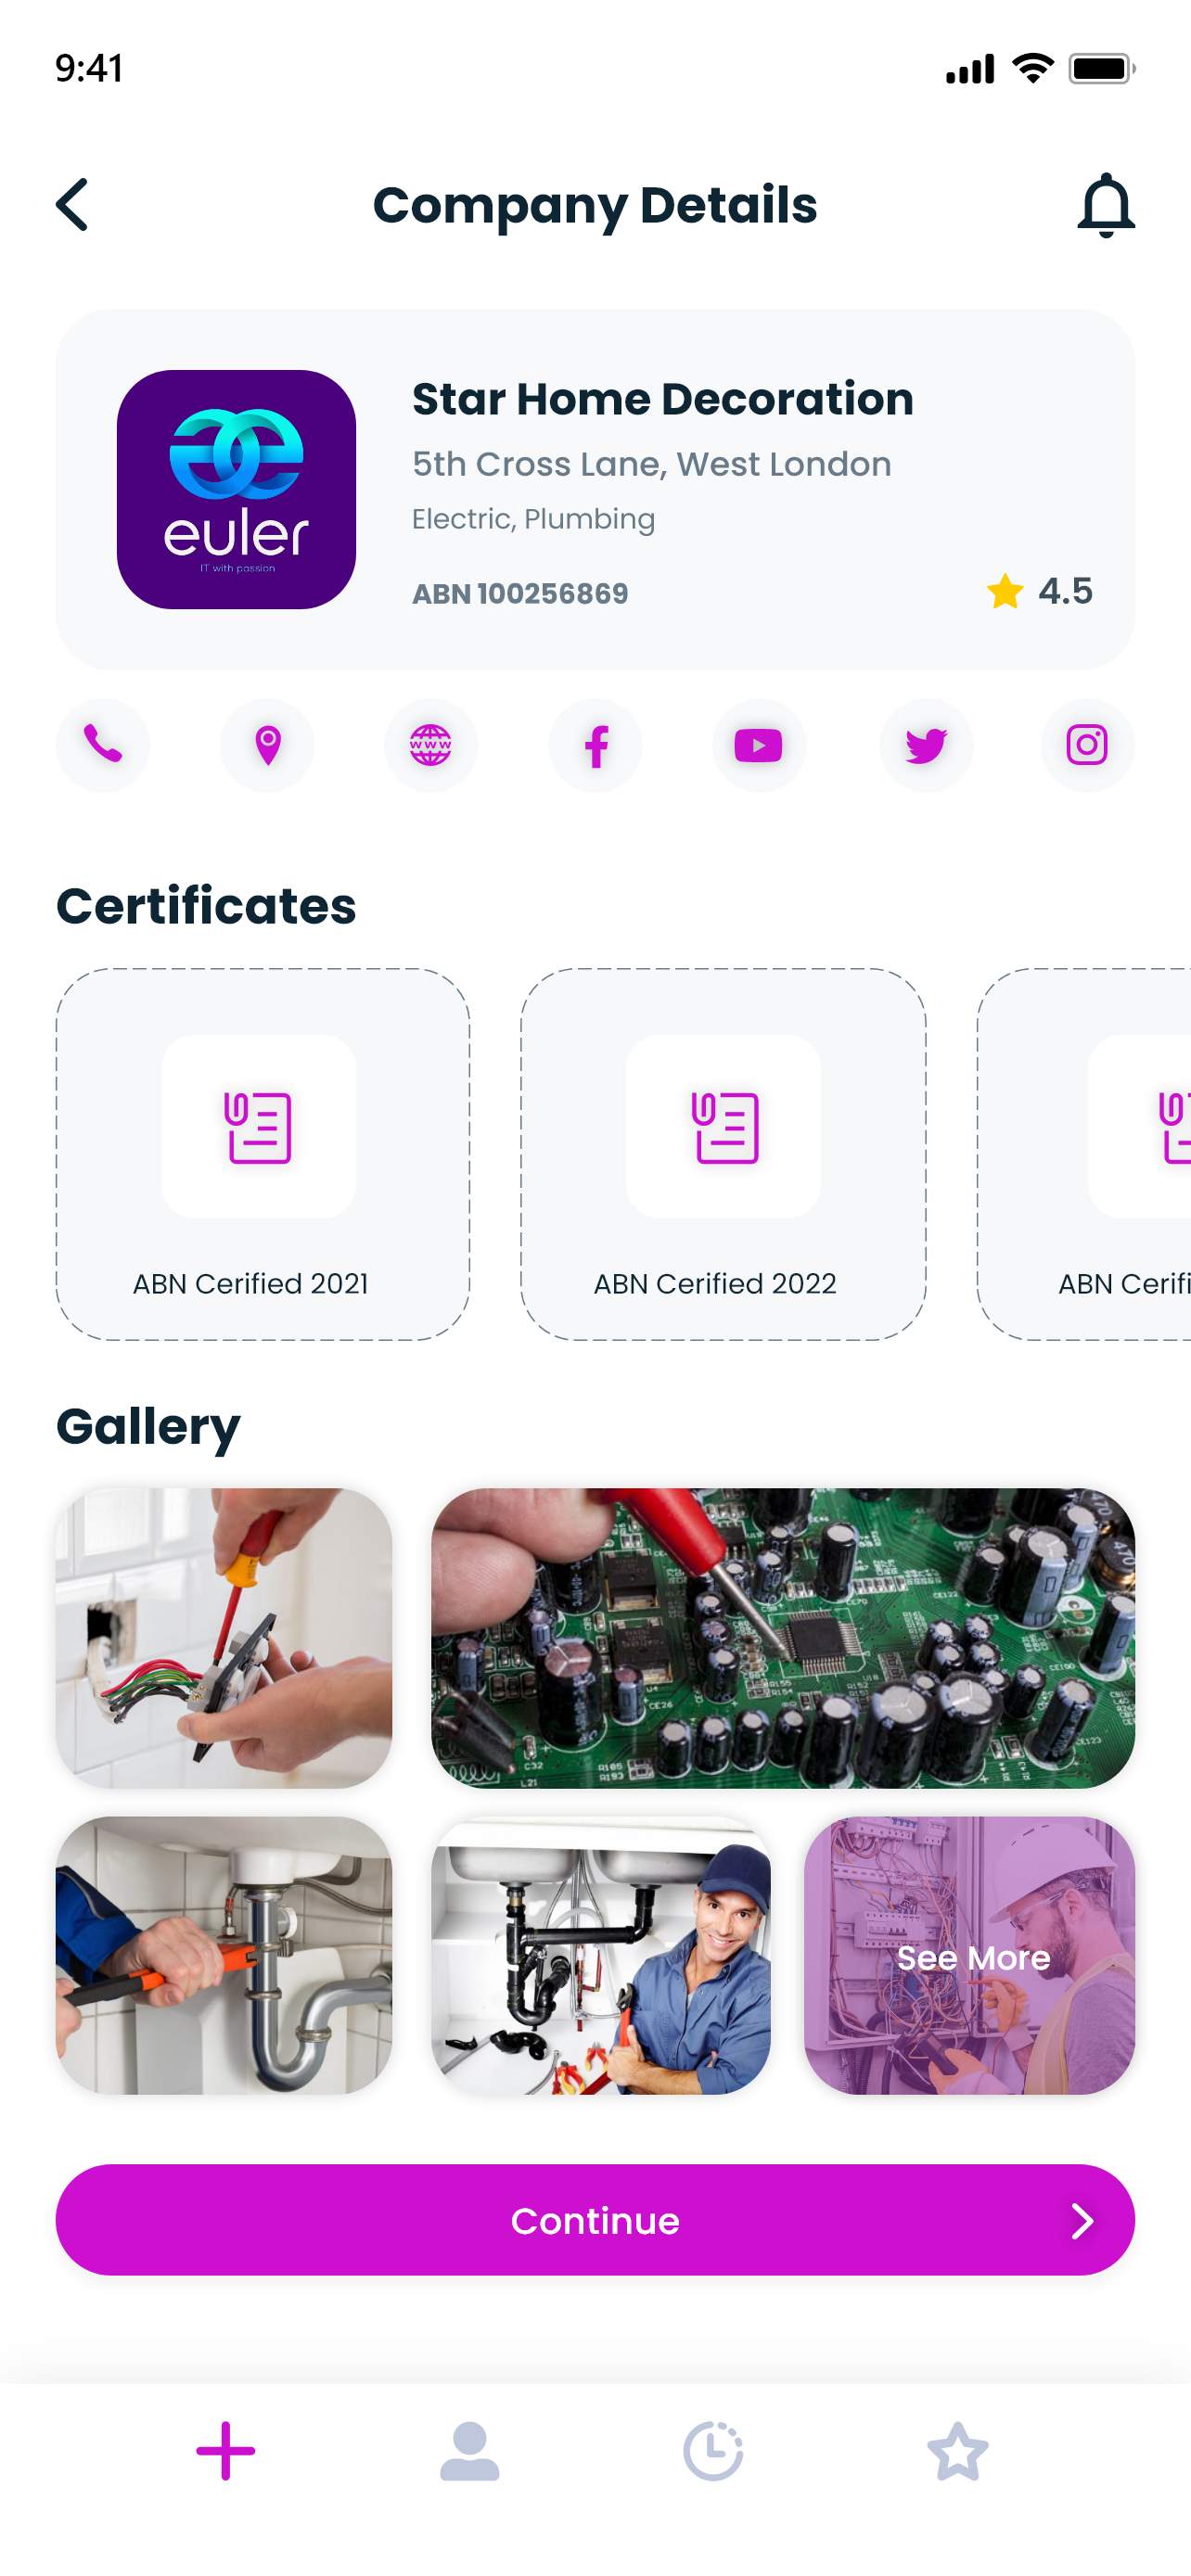 9:41
Company Details
euler
IT with passion
Star Home Decoration
5th Cross Lane, West London
Electric, Plumbing
ABN 100256869
4.5
www
Certificates
ABN Cerified 2021
ABN Cerified 2022
ABN Cerifi
Gallery
See More
Continue